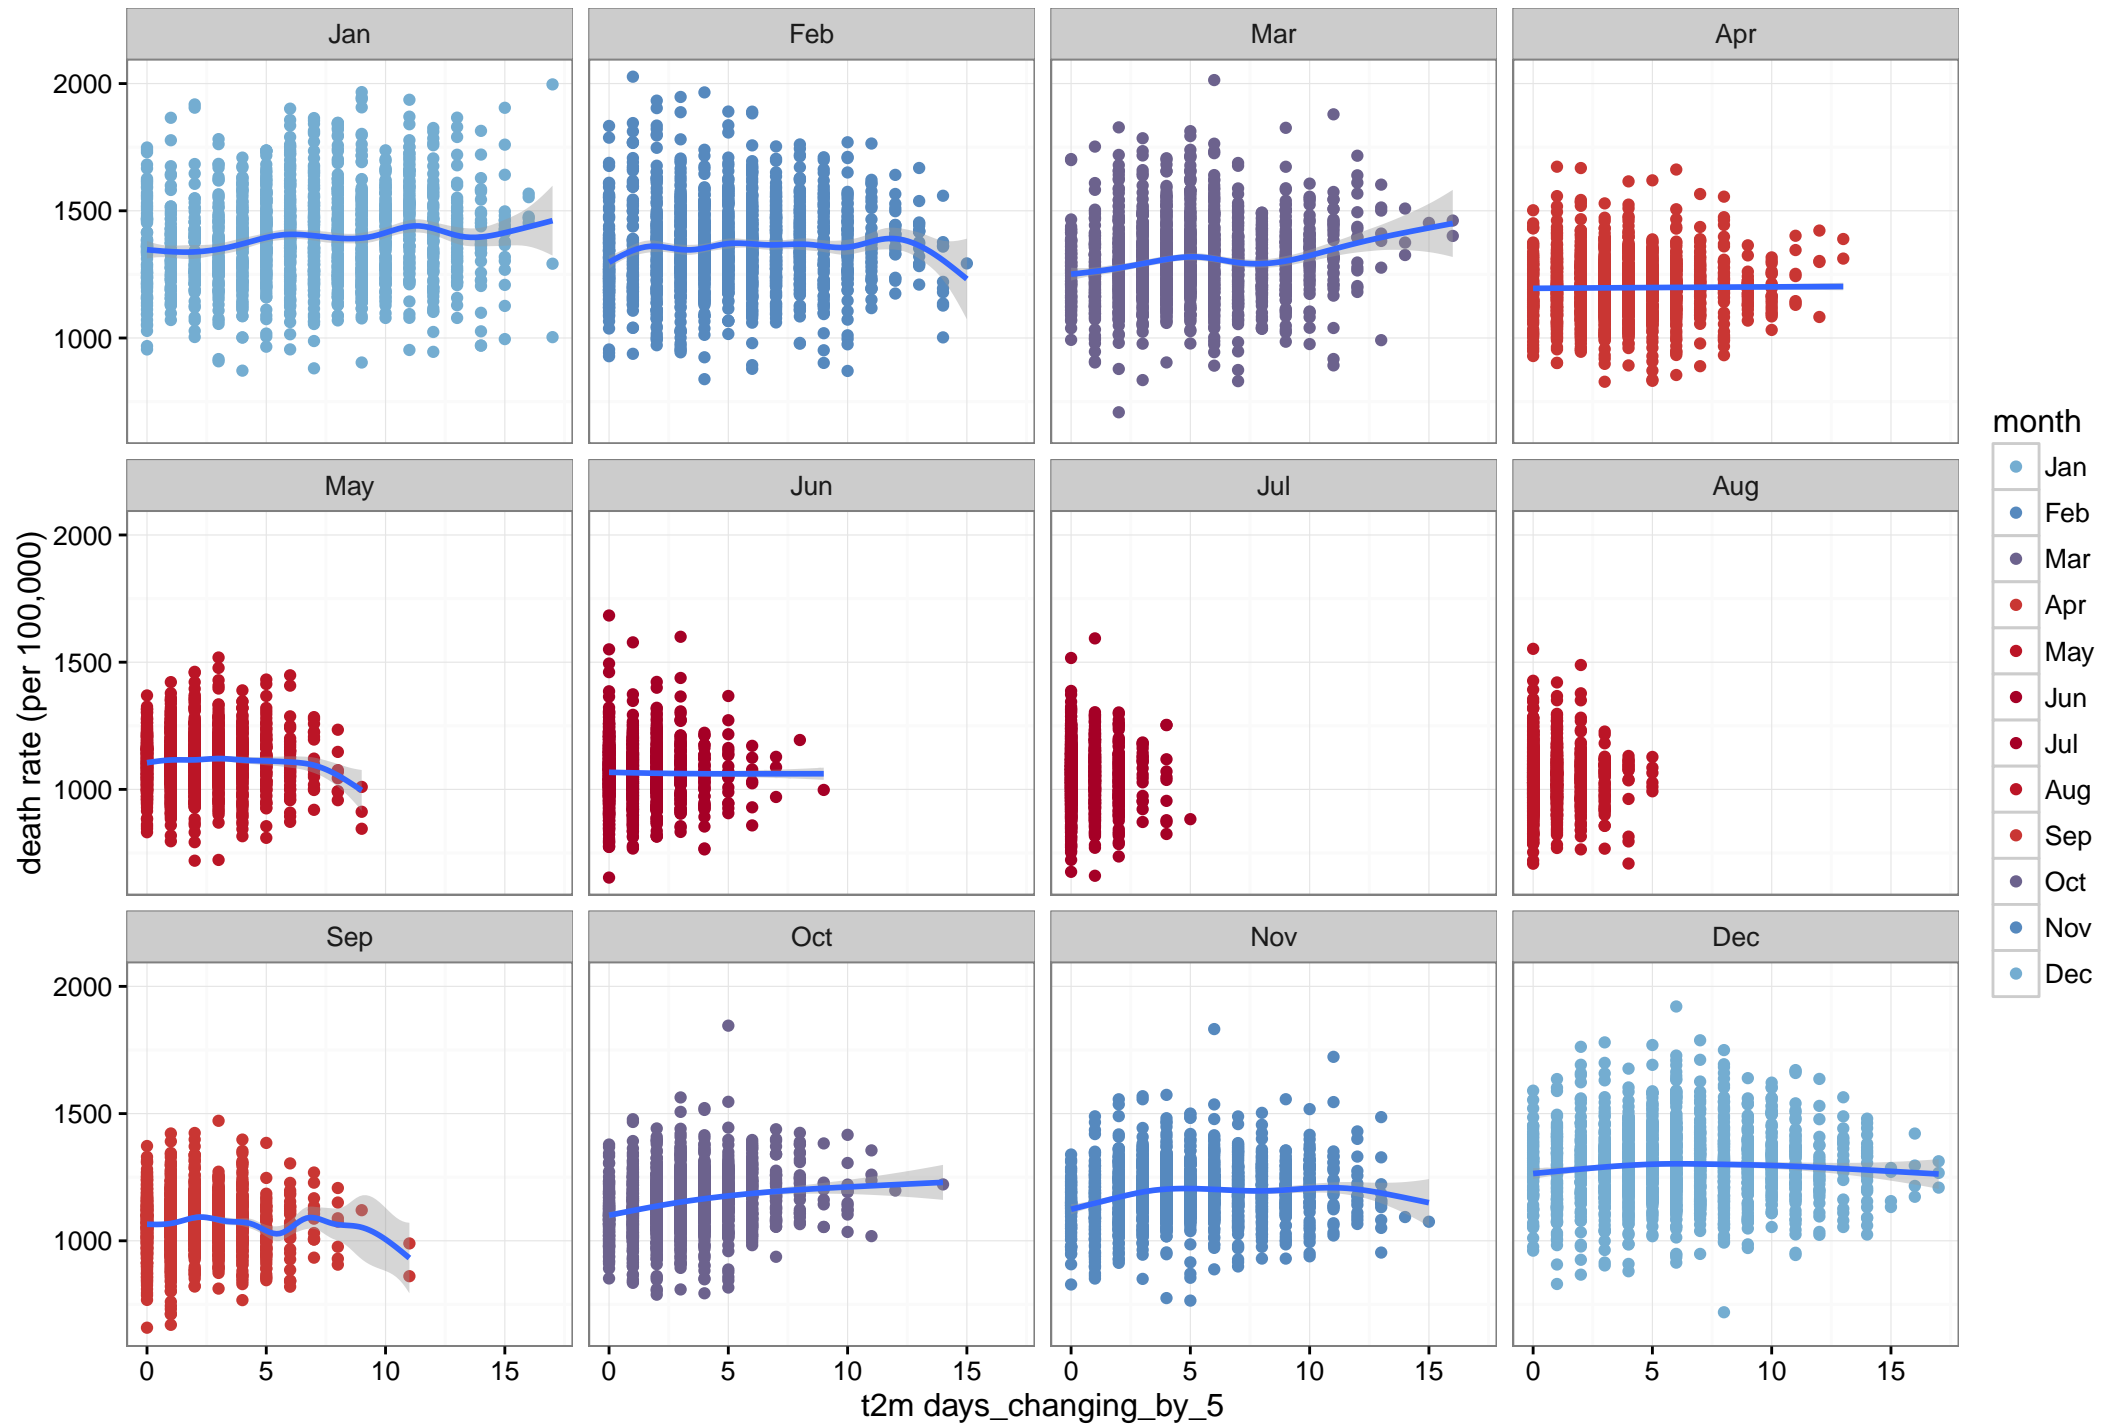 Jan Feb Mar Apr
2000
1500
1000
May Jun Jul Aug
2000
1500
1000
Sep Oct Nov Dec
2000
1500
1000
0 5 10 15 0 5 10 15 0 5 10 15 0 5 10 15
t2m days_changing_by_5
death rate (per 100,000)
month
Jan
Feb
Mar
Apr
May
Jun
Jul
Aug
Sep
Oct
Nov
Dec